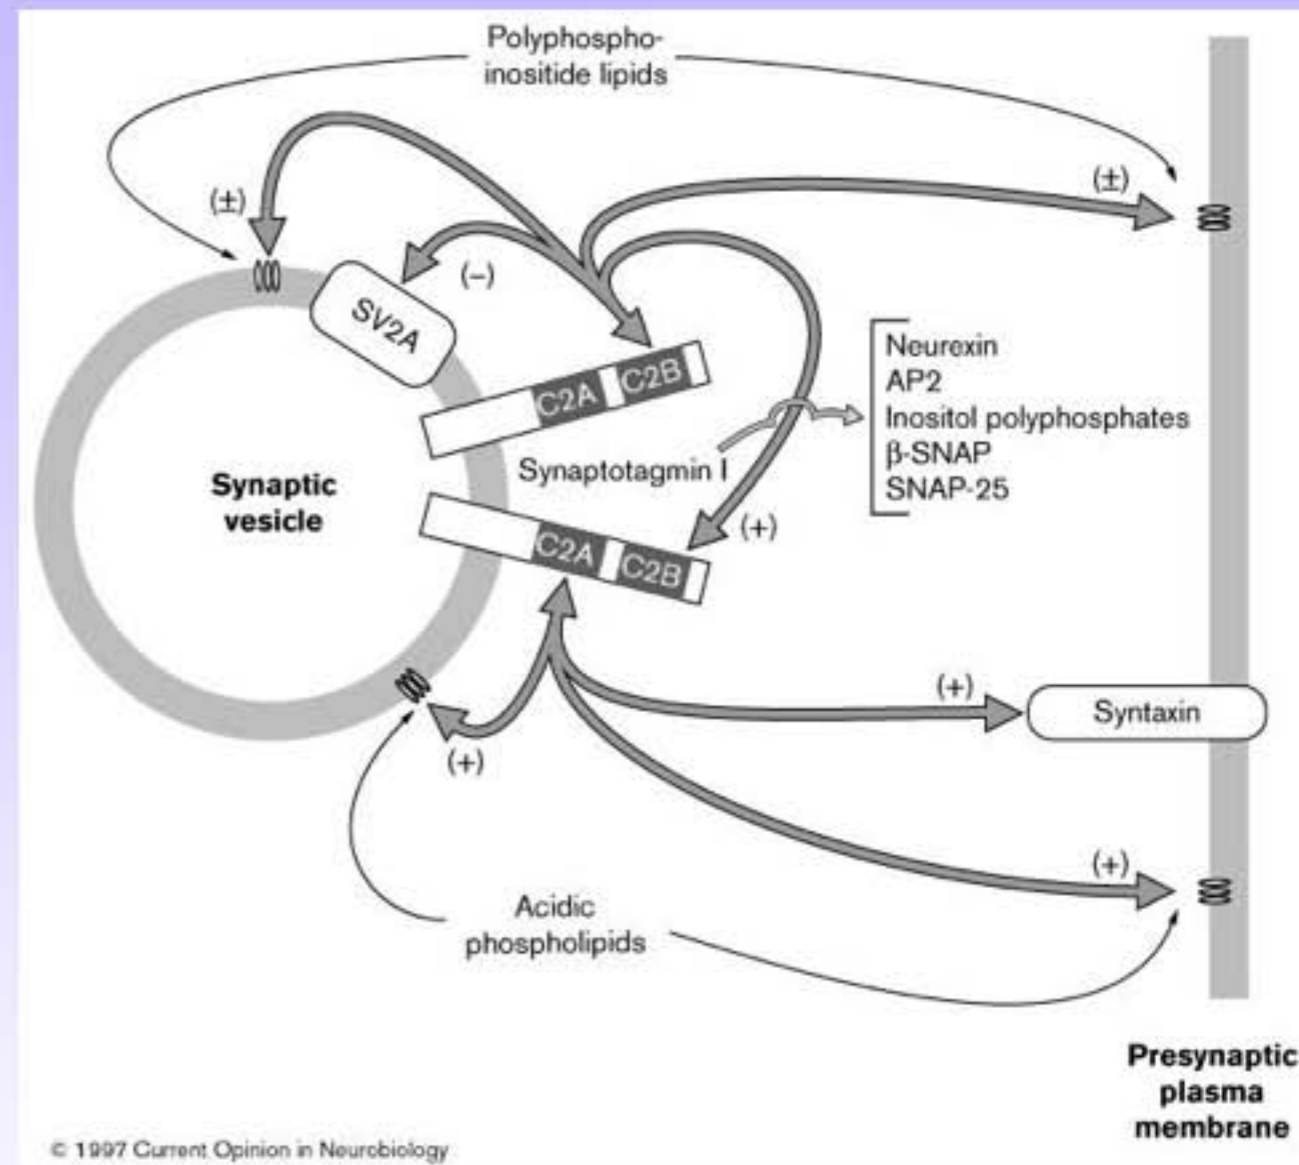 Polyphospho-
inositide lipids
(±)
(±)
(–)
SV2A
C2A
C2B
Neurexin
AP2
Inositol polyphosphates
β-SNAP
SNAP-25
Synaptotagmin I
Synaptic
vesicle
(+)
C2A
C2B
(+)
Syntaxin
(+)
(+)
Acidic
phospholipids
Presynaptic
plasma
membrane
© 1997 Current Opinion in Neurobiology